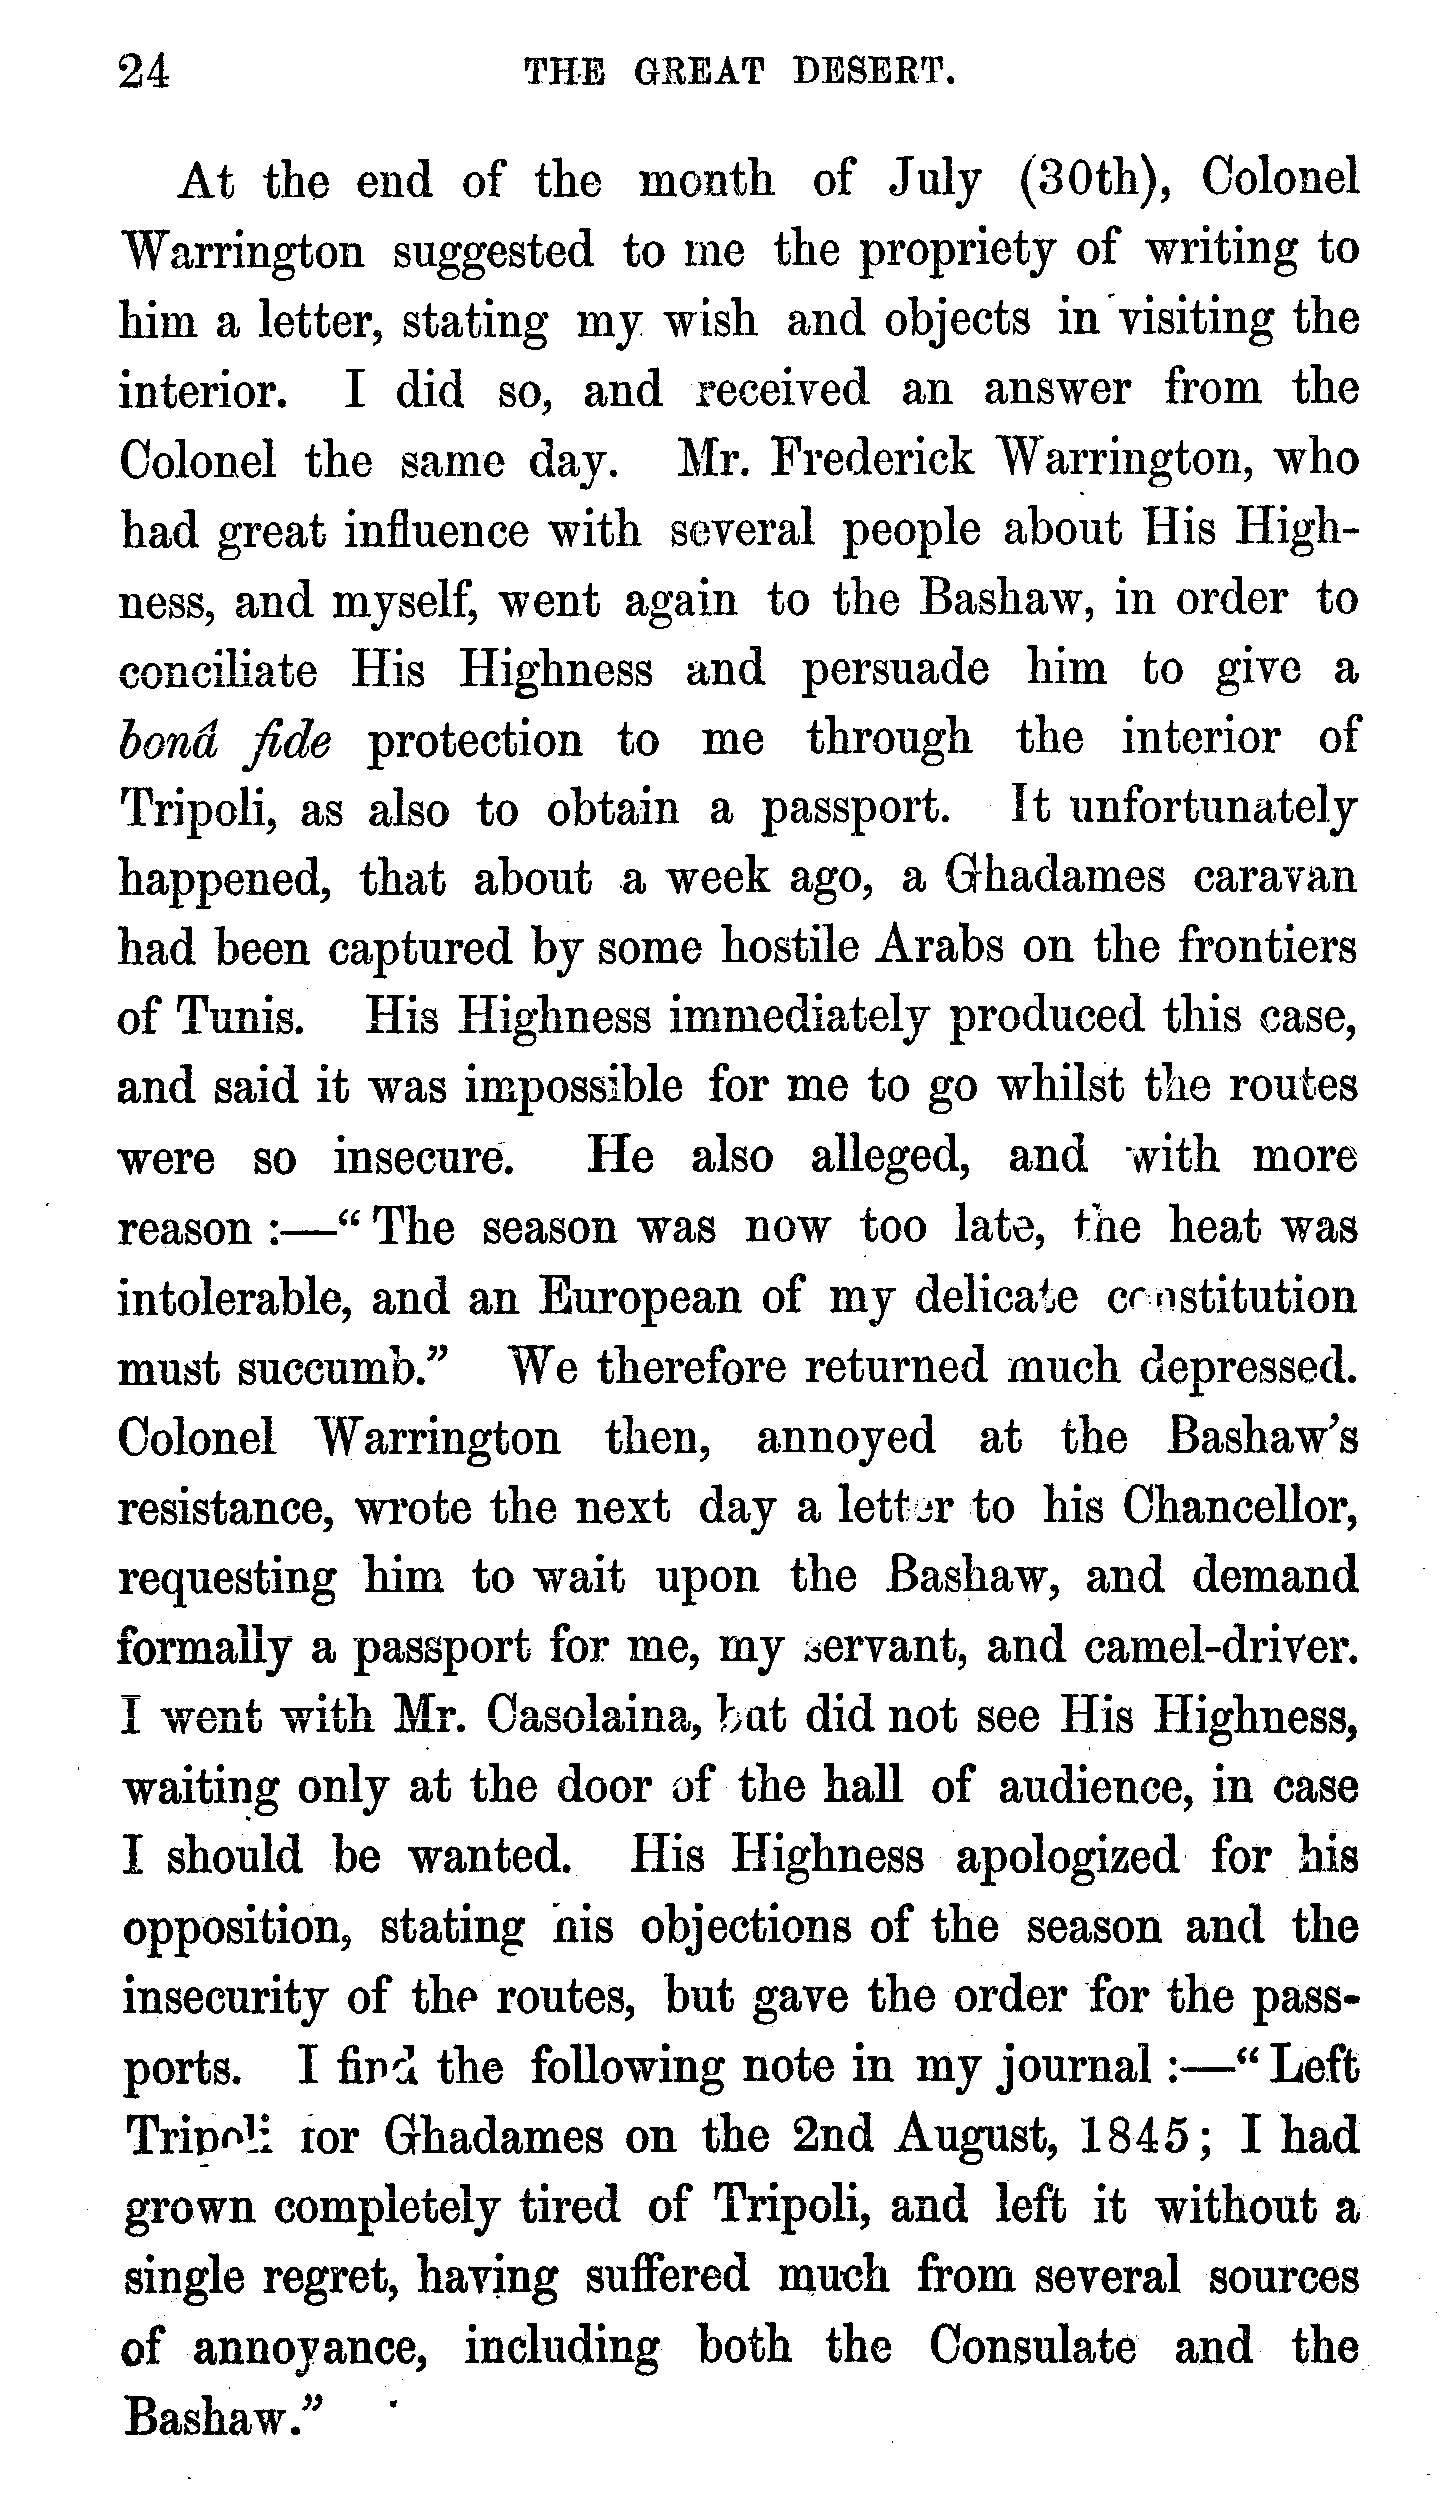 24 THE GREAT DESERT.
At the end of the month of July (30th), Colonel
Warrington suggested to me the propriety of writing to
him a letter, stating my wish and objects in visiting the
interior. I did so, and received an answer from the
Colonel the same day. Mr. Frederick Warrington, who
had great influence with several people about His High-
ness, and myself, went again to the Bashaw, in order to
conciliate His Highness and persuade him to give a
bonâ fide protection to me through the interior of
Tripoli, as also to obtain a passport. It unfortunately
happened, that about a week ago, a Ghadames caravan
had been captured by some hostile Arabs on the frontiers
of Tunis. His Highness immediately produced this case,
and said it was impossible for me to go whilst the routes
were so insecure. He also alleged, and with more
reason :—“ The season was now too late, the heat was
intolerable, and an European of my delicate constitution
must succumb.” We therefore returned much depressed.
Colonel Warrington then, annoyed at the Bashaw’s
resistance, wrote the next day a letter to his Chancellor,
requesting him to wait upon the Bashaw, and demand
formally a passport for me, my servant, and camel-driver.
I went with Mr. Casolaina, but did not see His Highness,
waiting only at the door of the hall of audience, in case
I should be wanted. His Highness apologized for his
opposition, stating his objections of the season and the
insecurity of the routes, but gave the order for the pass-
ports. I find the following note in my journal :—“ Left
Tripoli for Ghadames on the 2nd August, 1845; I had
grown completely tired of Tripoli, and left it without a
single regret, having suffered much from several sources
of annoyance, including both the Consulate and the
Bashaw.”